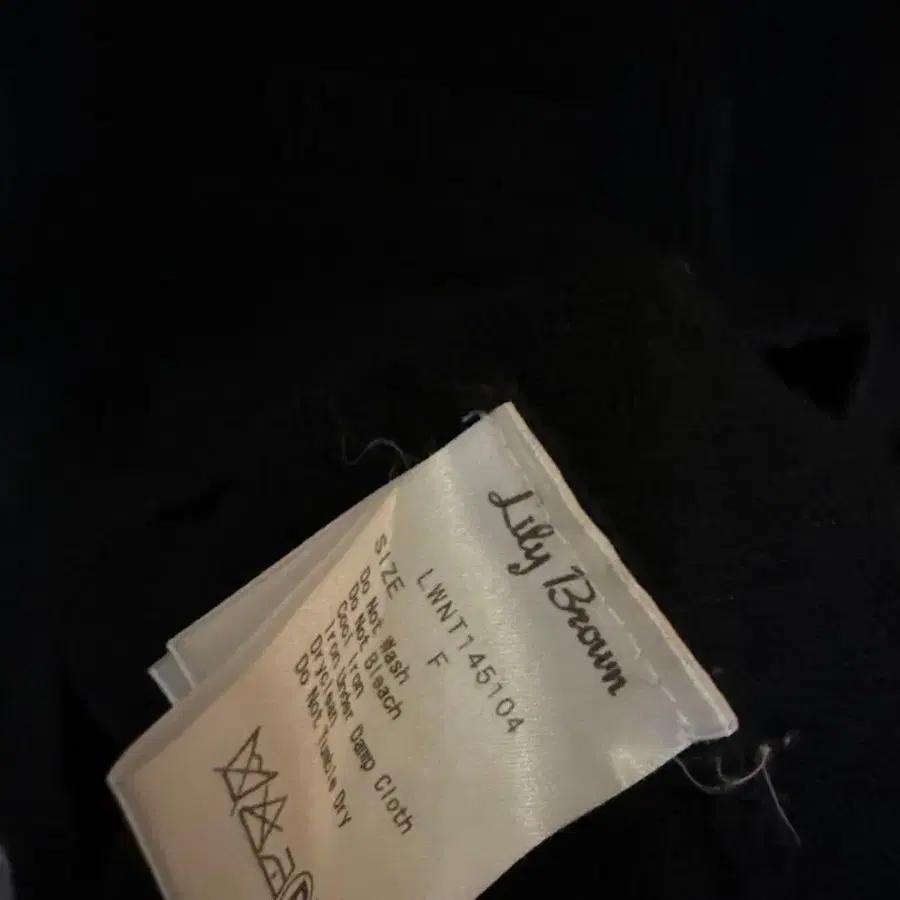 Lily Brown
LWNT145104
SIZE F
Do Not Wash
Do Not Bleach
Cool Iron
Iron Under Damp Cloth
Dryclean
Do Not Tumble Dry